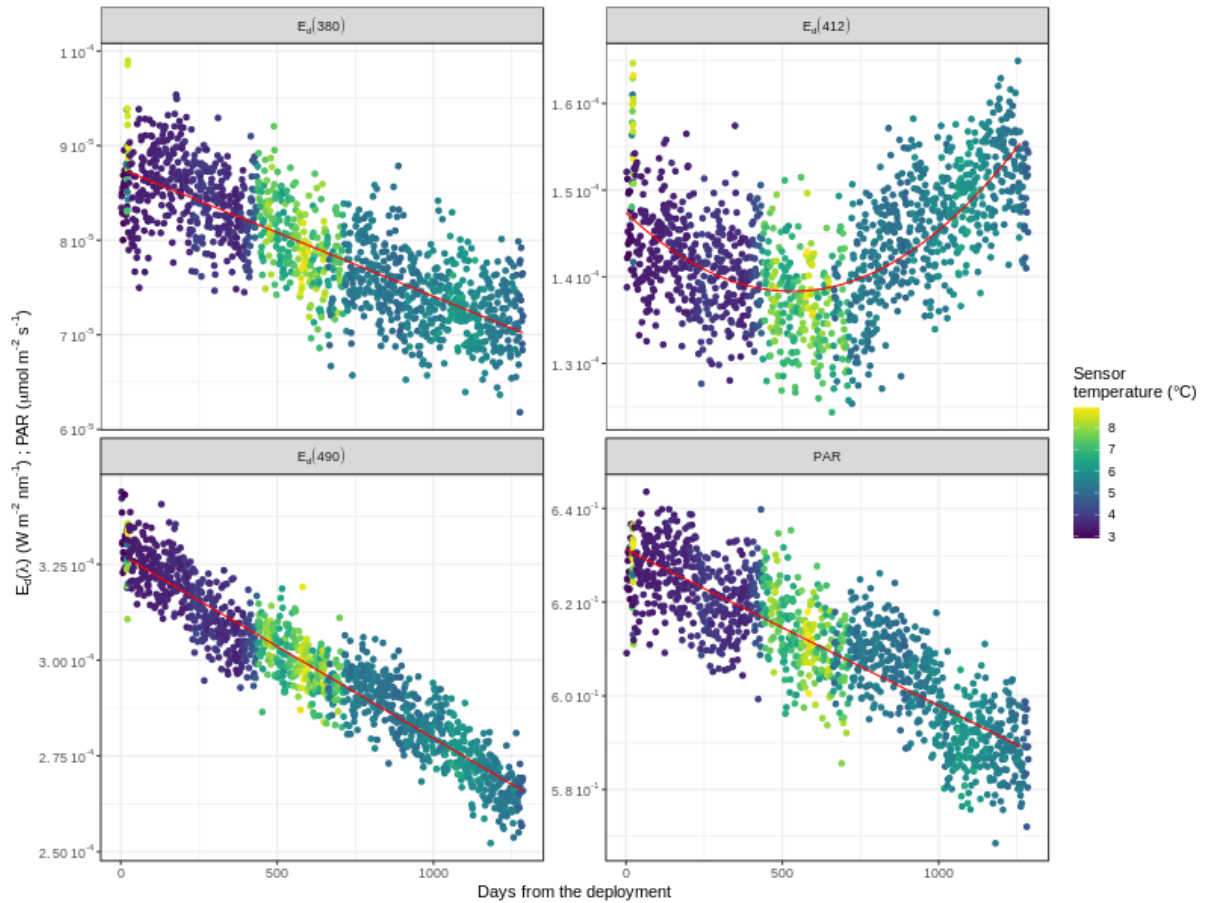 E_d(380)
E_d(412)
1 10⁻⁴
9 10⁻⁵
8 10⁻⁵
7 10⁻⁵
6 10⁻⁵
1.6 10⁻⁴
1.5 10⁻⁴
1.4 10⁻⁴
1.3 10⁻⁴
E_d(490)
PAR
3.25 10⁻⁴
3.00 10⁻⁴
2.75 10⁻⁴
2.50 10⁻⁴
6.4 10⁻¹
6.2 10⁻¹
6.0 10⁻¹
5.8 10⁻¹
0 500 1000
0 500 1000
Days from the deployment
E_d(λ) (W m⁻² nm⁻¹) ; PAR (μmol m⁻² s⁻¹)
Sensor
temperature (°C)
8
7
6
5
4
3